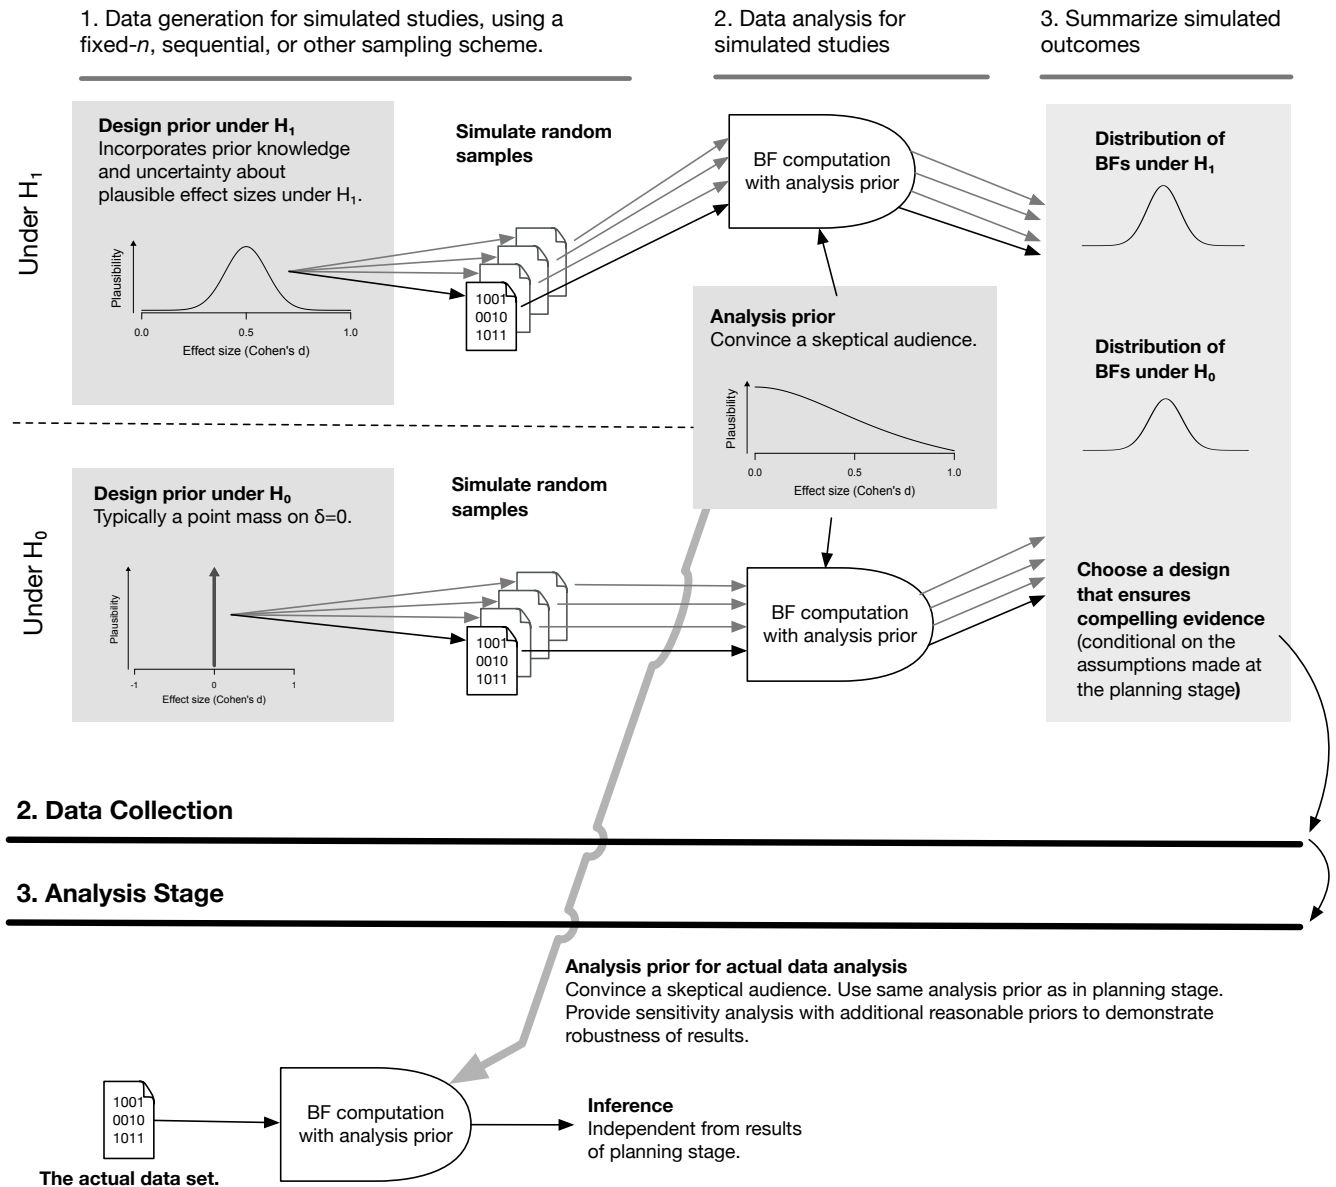 1. Data generation for simulated studies, using a
fixed-n, sequential, or other sampling scheme.
2. Data analysis for
simulated studies
3. Summarize simulated
outcomes
Under H₁
Design prior under H₁
Incorporates prior knowledge
and uncertainty about
plausible effect sizes under H₁.
Plausibility
0.0 0.5 1.0
Effect size (Cohen's d)
Simulate random
samples
1001
0010
1011
BF computation
with analysis prior
Distribution of
BFs under H₁
Analysis prior
Convince a skeptical audience.
Plausibility
0.0 0.5 1.0
Effect size (Cohen's d)
Distribution of
BFs under H₀
Under H₀
Design prior under H₀
Typically a point mass on δ=0.
Plausibility
-1 0 1
Effect size (Cohen's d)
Simulate random
samples
1001
0010
1011
BF computation
with analysis prior
Choose a design
that ensures
compelling evidence
(conditional on the
assumptions made at
the planning stage)
2. Data Collection
3. Analysis Stage
Analysis prior for actual data analysis
Convince a skeptical audience. Use same analysis prior as in planning stage.
Provide sensitivity analysis with additional reasonable priors to demonstrate
robustness of results.
1001
0010
1011
The actual data set.
BF computation
with analysis prior
Inference
Independent from results
of planning stage.